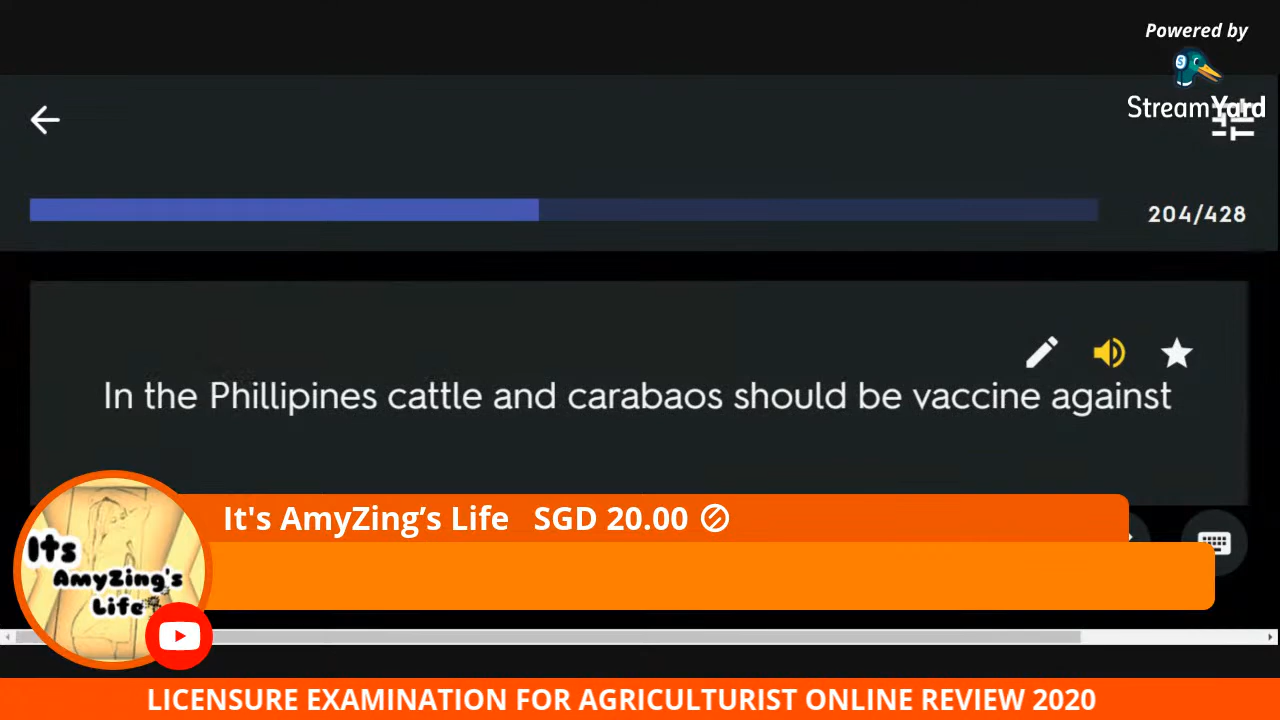 Powered by
StreamYard
204/428
In the Phillipines cattle and carabaos should be vaccine against
It's AmyZing’s Life SGD 20.00
Its
AmyZing's
Life
LICENSURE EXAMINATION FOR AGRICULTURIST ONLINE REVIEW 2020